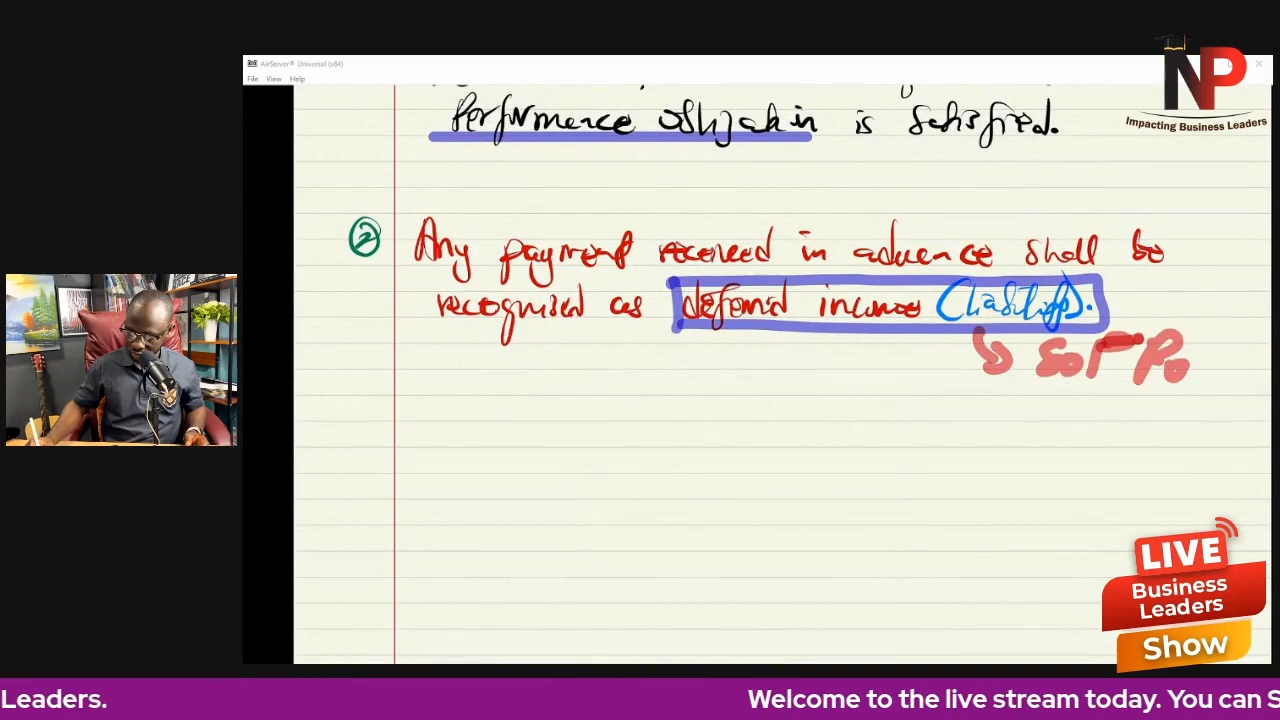 NP
Impacting Business Leaders
AirServer® Universal (x64)
File View Help
Performance obligation is satisfied.
② Any payment received in advance shall be
recognised as deferred income (Liability).
SOFPo
LIVE
Business
Leaders
Show
Leaders. Welcome to the live stream today. You can S